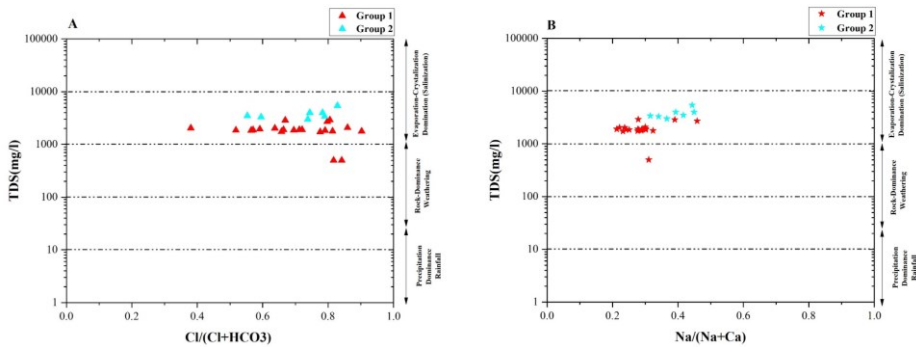 A
Group 1
Group 2
100000
10000
1000
100
10
1
TDS(mg/l)
0.0
0.2
0.4
0.6
0.8
1.0
Cl/(Cl+HCO3)
Evaporation-Crystalization
Domination (Salinization)
Rock-Dominance
Weathering
Precipitation
Dominance
Rainfall
B
Group 1
Group 2
100000
10000
1000
100
10
1
TDS(mg/l)
0.0
0.2
0.4
0.6
0.8
1.0
Na/(Na+Ca)
Evaporation-Crystalization
Domination (Salinization)
Rock-Dominance
Weathering
Precipitation
Dominance
Rainfall